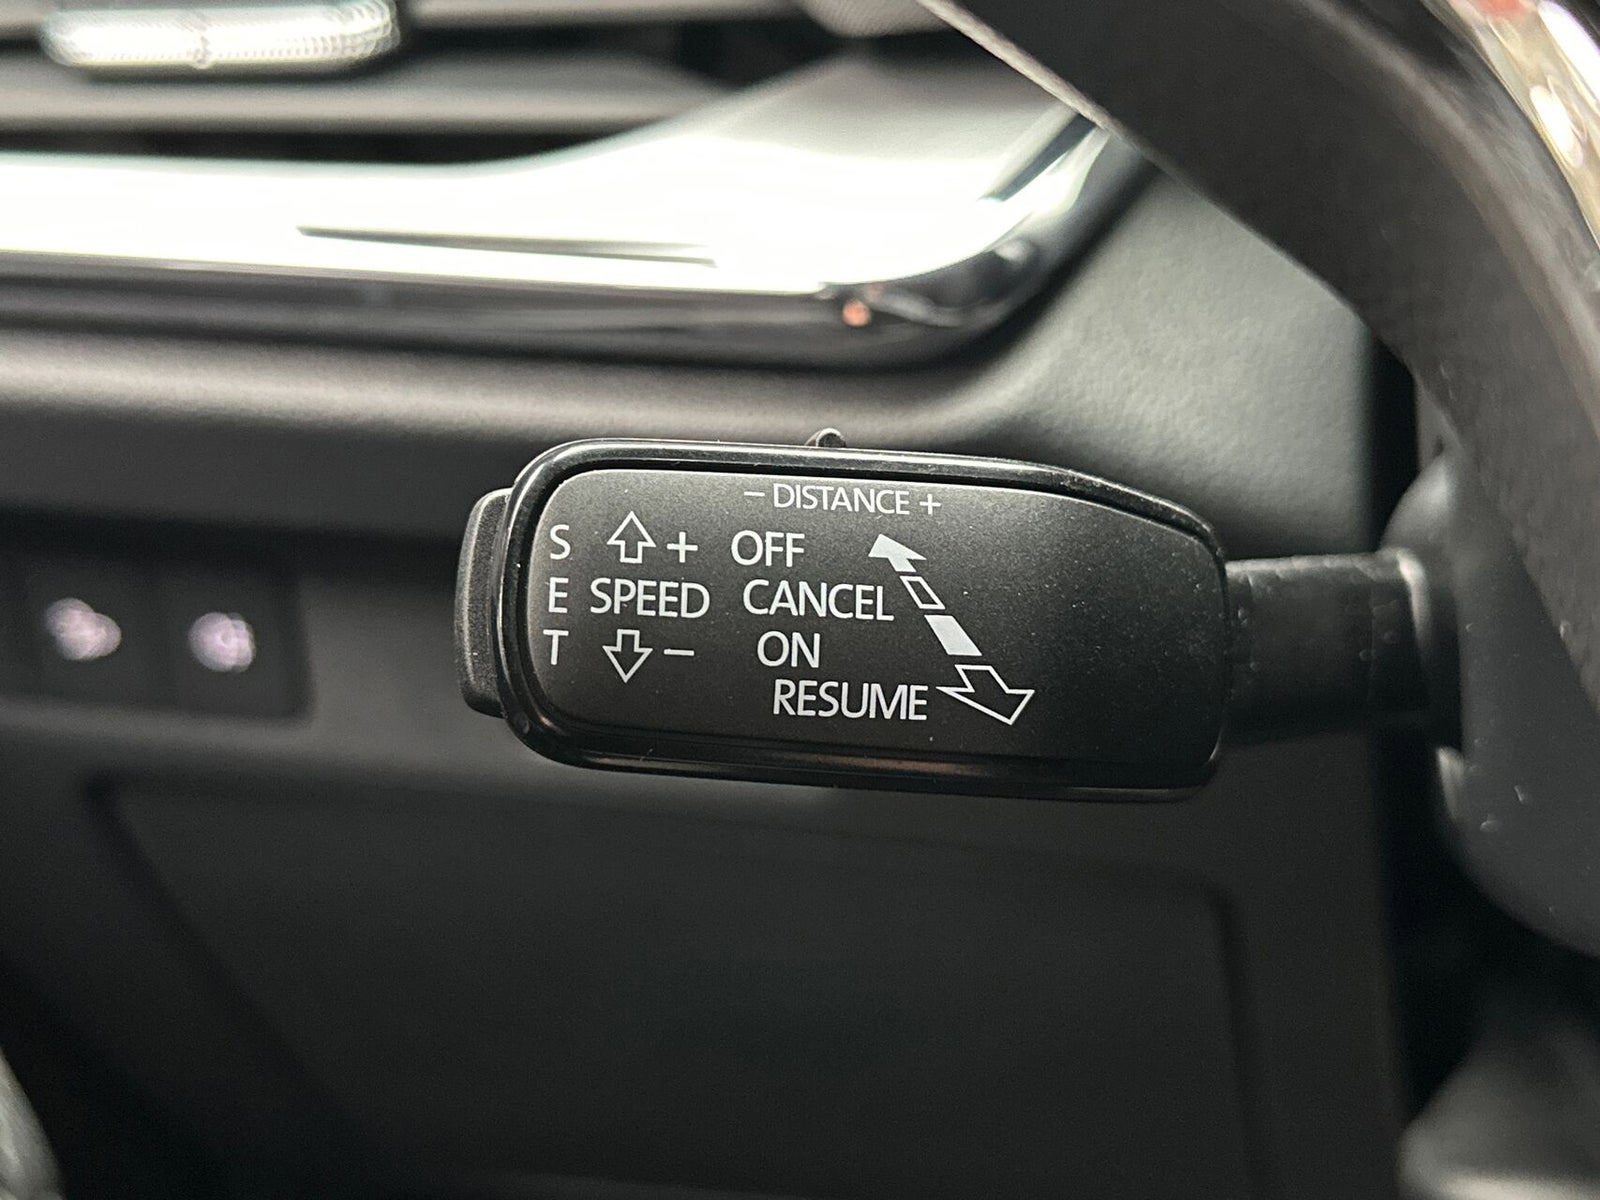 − DISTANCE +
S + OFF
E SPEED CANCEL
T − ON
RESUME